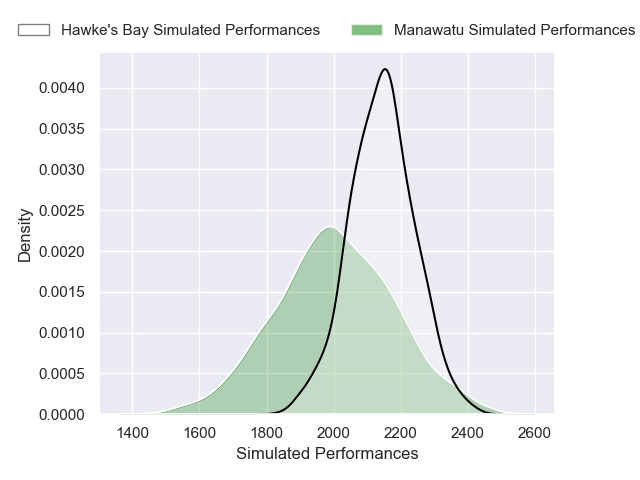 Hawke's Bay Simulated Performances
Manawatu Simulated Performances
0.0040
0.0035
0.0030
0.0025
0.0020
0.0015
0.0010
0.0005
0.0000
Density
1400 1600 1800 2000 2200 2400 2600
Simulated Performances